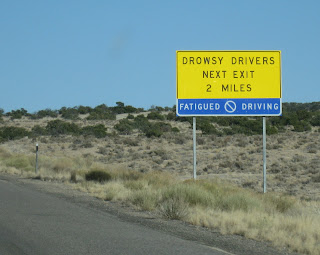 DROWSY DRIVERS
NEXT EXIT
2 MILES
FATIGUED DRIVING